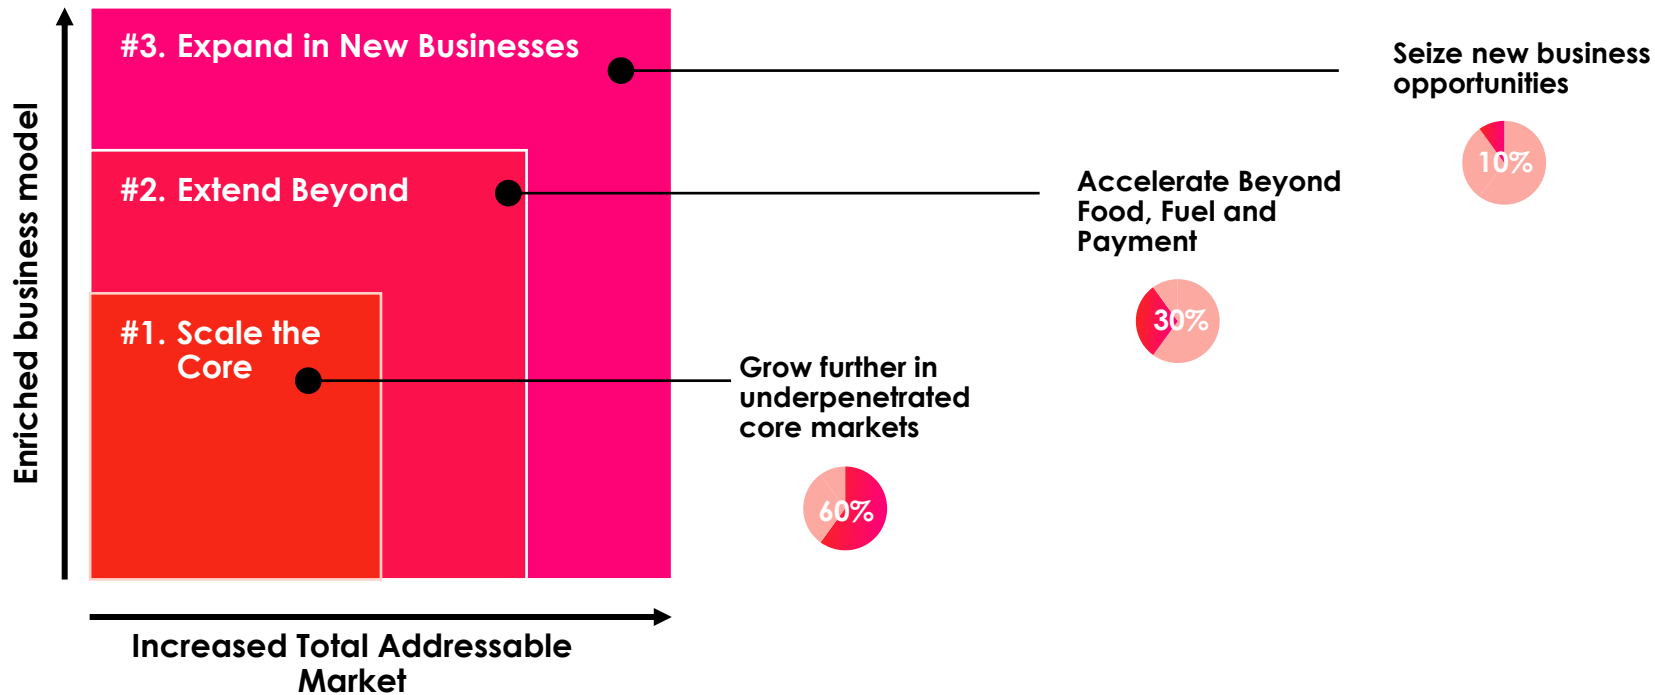 #3. Expand in New Businesses
Seize new business
opportunities
10%
#2. Extend Beyond
Accelerate Beyond
Food, Fuel and
Payment
30%
#1. Scale the
Core
Grow further in
underpenetrated
core markets
60%
Enriched business model
Increased Total Addressable
Market